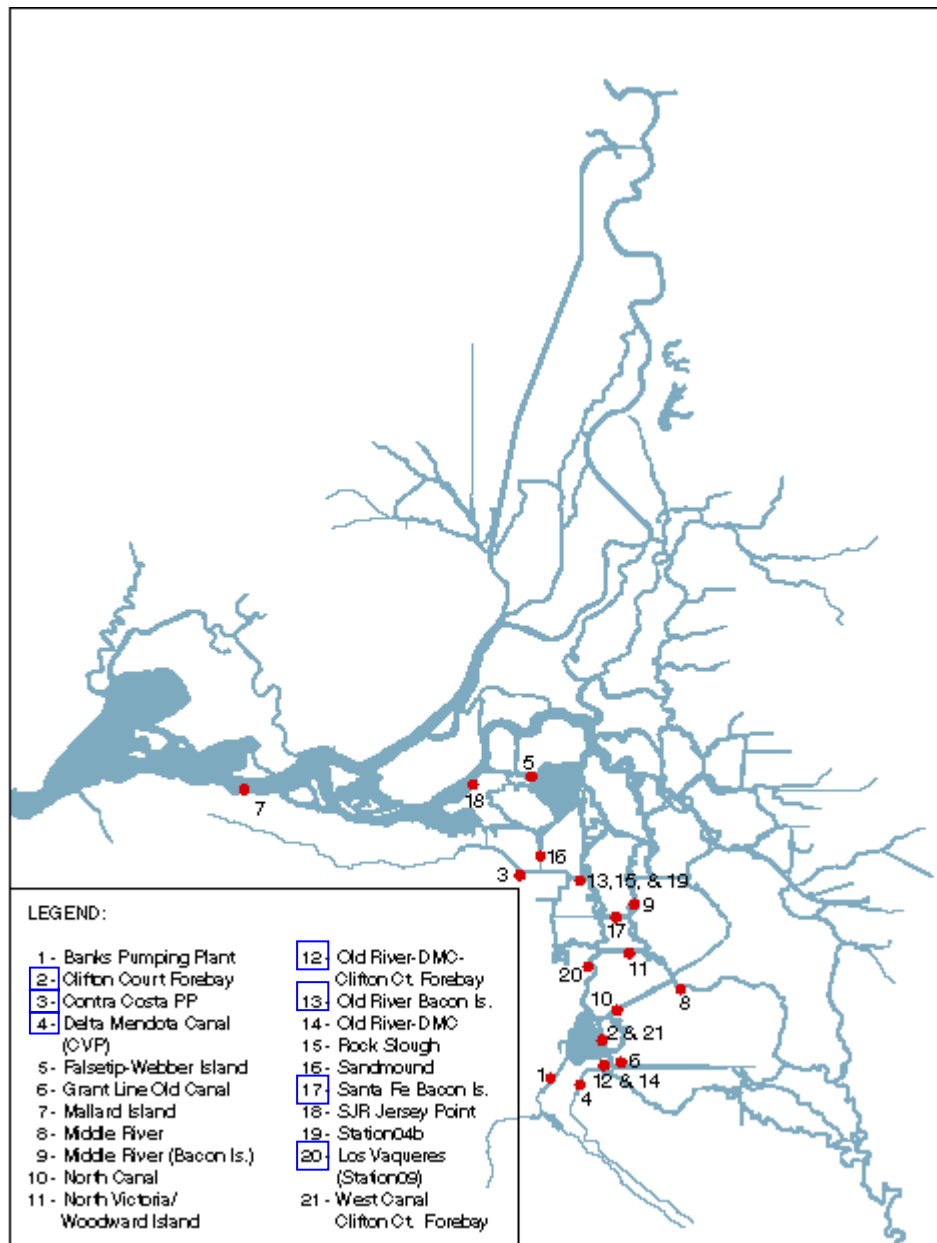 5
18
7
16
3
13, 15, & 19
9
17
11
20
8
10
2 & 21
6
1
12 & 14
4
LEGEND:
1 - Banks Pumping Plant
2 - Clifton Court Forebay
3 - Contra Costa PP
4 - Delta Mendota Canal
(CVP)
5 - Falsetip-Webber Island
6 - Grant Line Old Canal
7 - Mallard Island
8 - Middle River
9 - Middle River (Bacon Is.)
10 - North Canal
11 - North Victoria/
Woodward Island
12 - Old River-DMC-
Clifton Ct. Forebay
13 - Old River Bacon Is.
14 - Old River-DMC
15 - Rock Slough
16 - Sandmound
17 - Santa Fe Bacon Is.
18 - SJR Jersey Point
19 - Station04b
20 - Los Vaqueres
(Station09)
21 - West Canal
Clifton Ct. Forebay